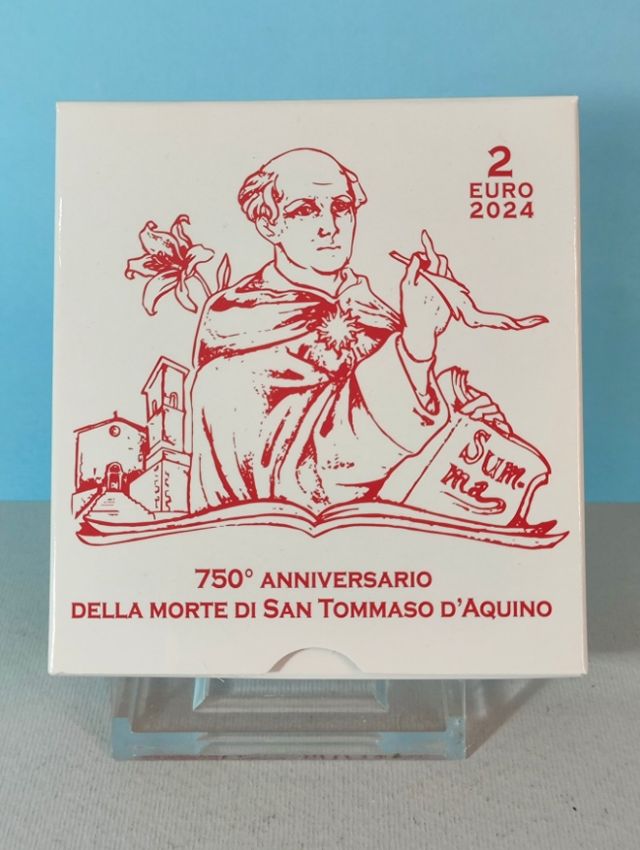 2
EURO
2024
Sum-
ma
750° ANNIVERSARIO
DELLA MORTE DI SAN TOMMASO D'AQUINO